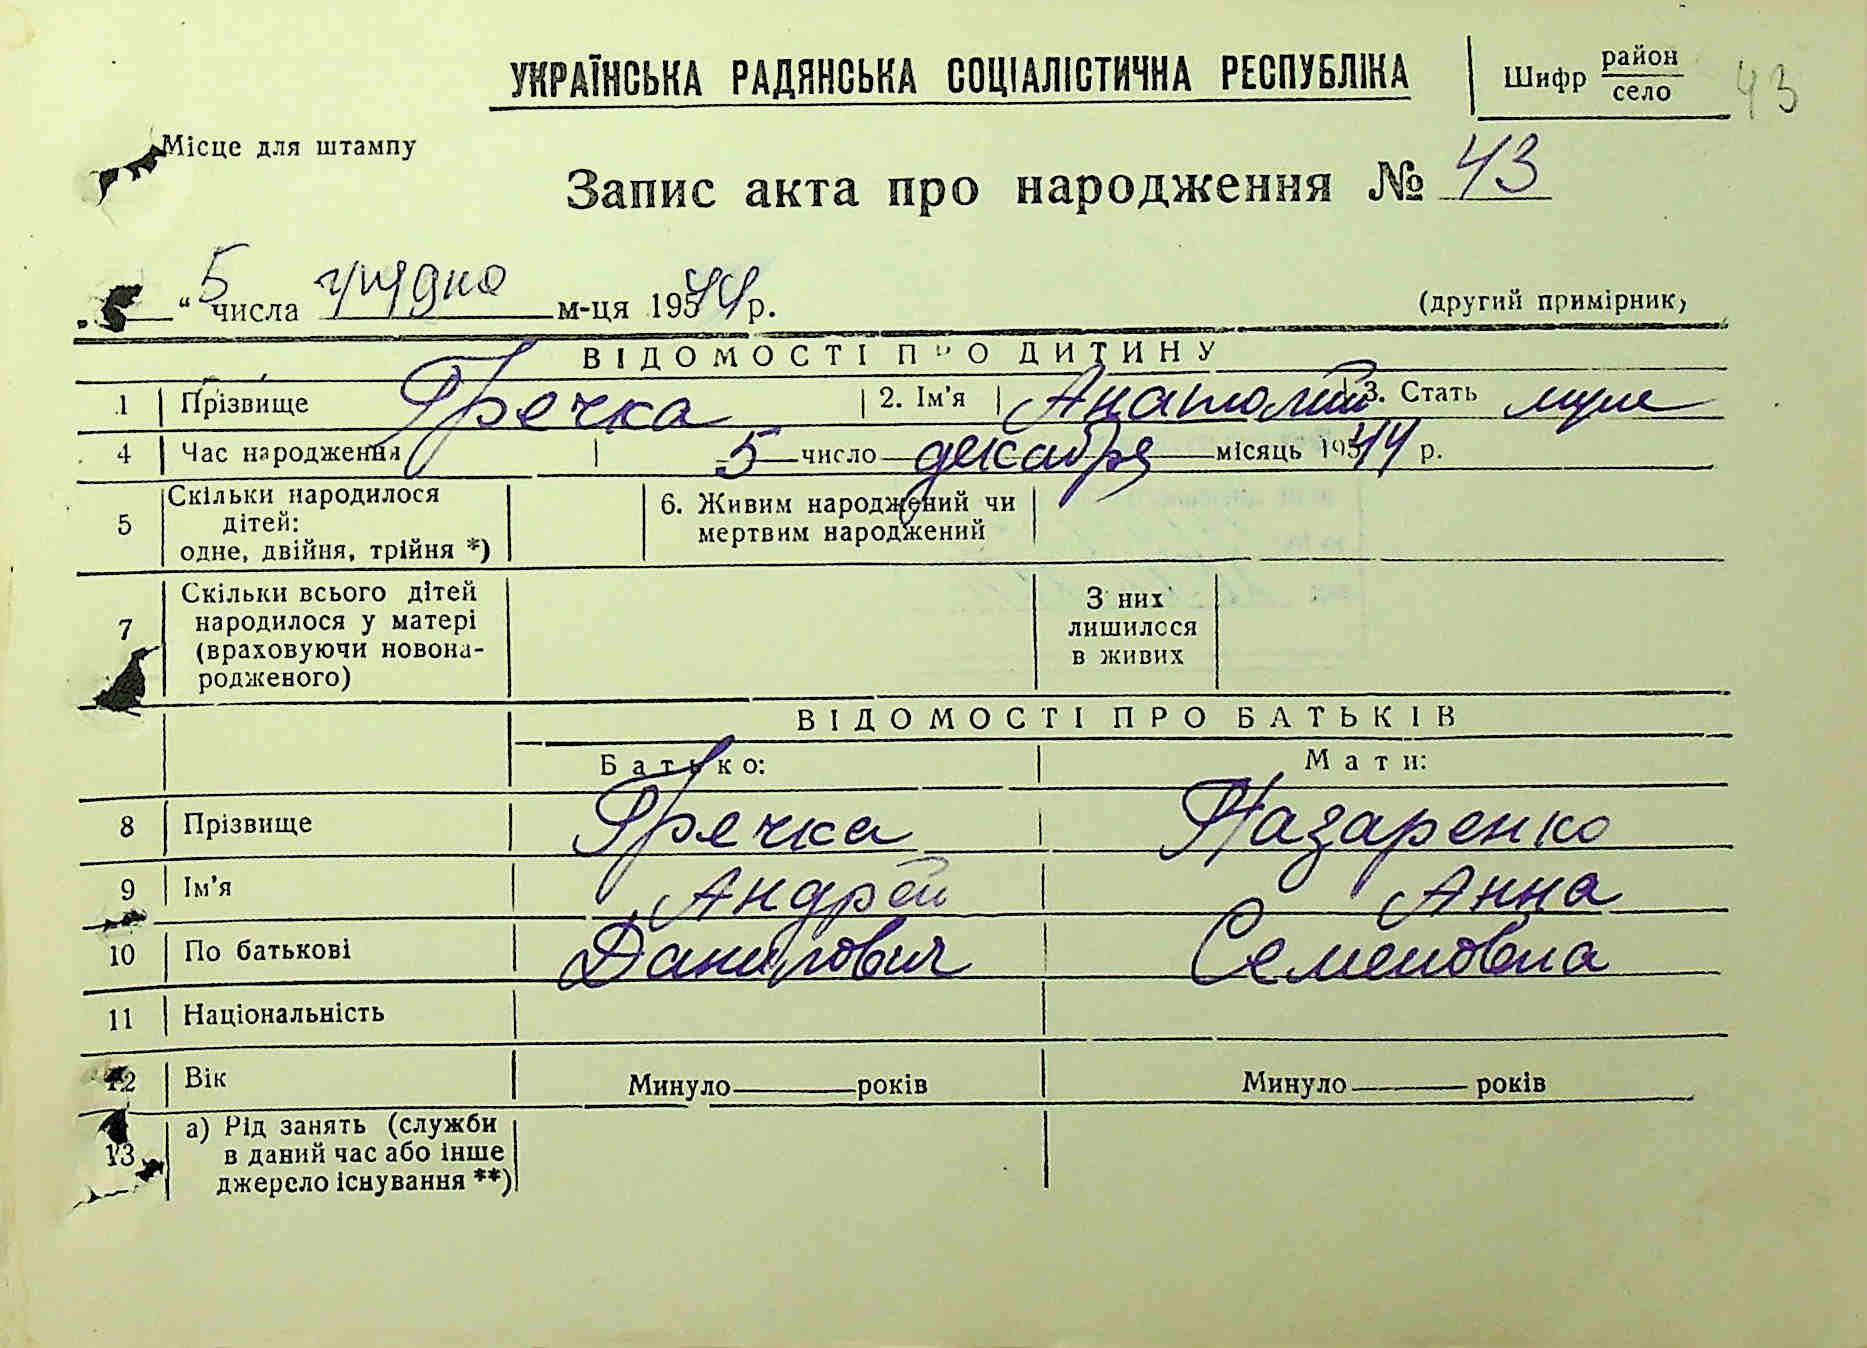 УКРАЇНСЬКА РАДЯНСЬКА СОЦІАЛІСТИЧНА РЕСПУБЛІКА
Шифр район
село
43
Місце для штампу
Запис акта про народження № 43
" 5 числа грудня м-ця 1944 р.
(другий примірник)
ВІДОМОСТІ ПРО ДИТИНУ
1 Прізвище Гречка 2. Ім'я Анатолий 3. Стать муж
4 Час народження 5 число декабря місяць 1944 р.
5 Скільки народилося дітей: одне, двійня, трійня *)
6. Живим народжений чи мертвим народжений
7 Скільки всього дітей народилося у матері (враховуючи новона-родженого)
З них лишилося в живих
ВІДОМОСТІ ПРО БАТЬКІВ
Батько: Мати:
8 Прізвище Гречка Назаренко
9 Ім'я Андрей Анна
10 По батькові Данилович Семеновна
11 Національність
12 Вік Минуло років Минуло років
13 а) Рід занять (служби в даний час або інше джерело існування **)